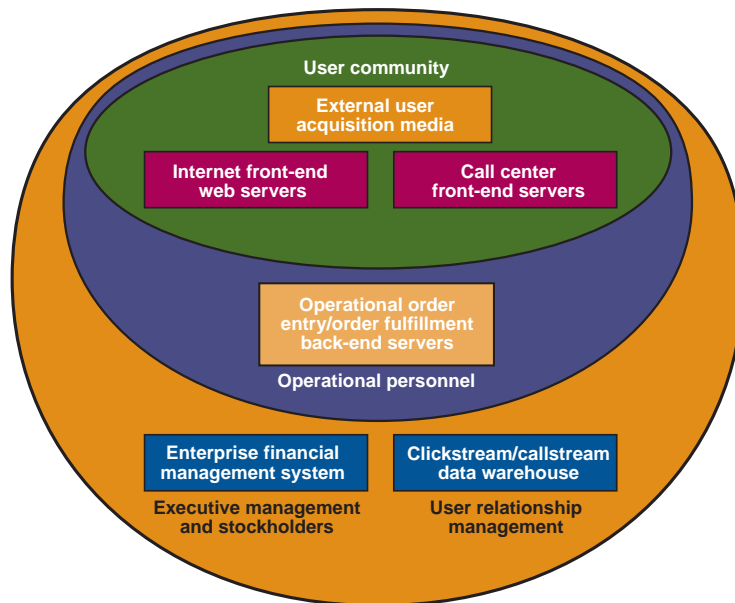 User community
External user
acquisition media
Internet front-end
web servers
Call center
front-end servers
Operational order
entry/order fulfillment
back-end servers
Operational personnel
Enterprise financial
management system
Clickstream/callstream
data warehouse
Executive management
and stockholders
User relationship
management